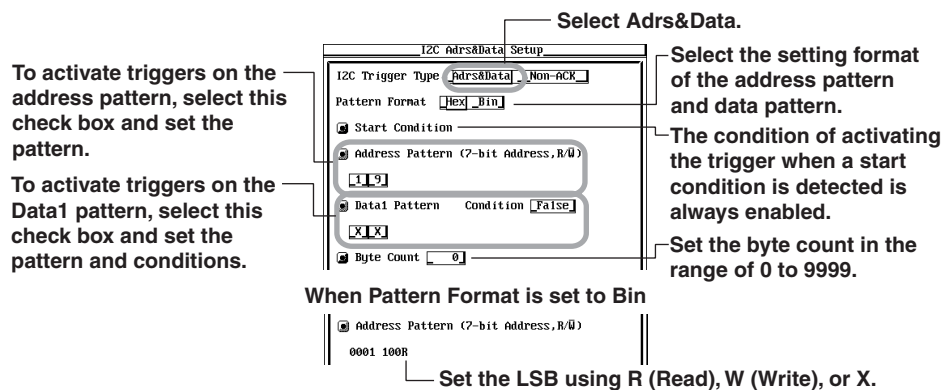 Select Adrs&Data.
I2C Adrs&Data Setup
I2C Trigger Type Adrs&Data Non-ACK
Pattern Format Hex Bin
Start Condition
Address Pattern (7-bit Address,R/W)
1 9
Data1 Pattern Condition False
X X
Byte Count 0
To activate triggers on the
address pattern, select this
check box and set the
pattern.
To activate triggers on the
Data1 pattern, select this
check box and set the
pattern and conditions.
Select the setting format
of the address pattern
and data pattern.
The condition of activating
the trigger when a start
condition is detected is
always enabled.
Set the byte count in the
range of 0 to 9999.
When Pattern Format is set to Bin
Address Pattern (7-bit Address,R/W)
0001 100R
Set the LSB using R (Read), W (Write), or X.